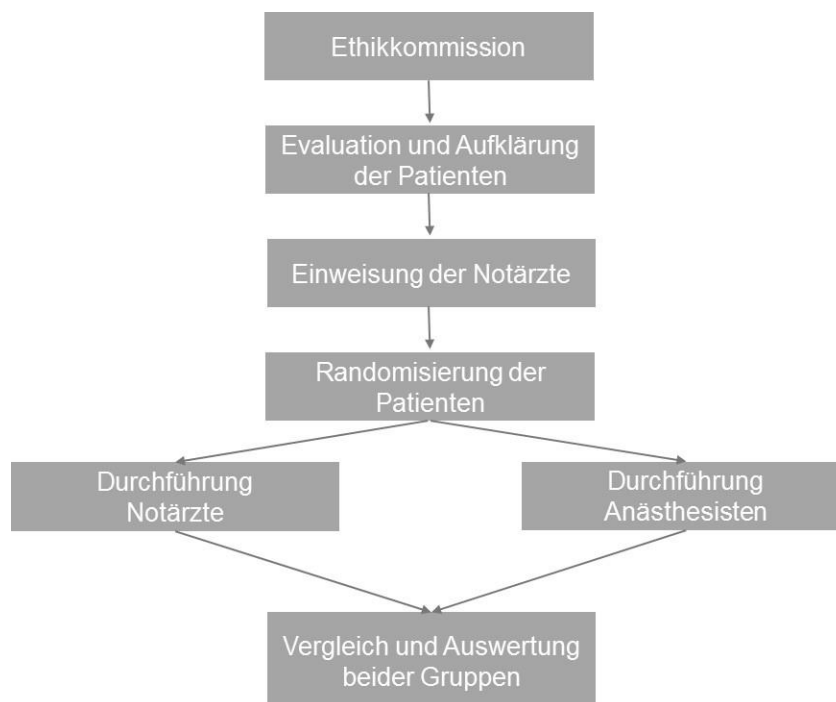 Ethikkommission
Evaluation und Aufklärung
der Patienten
Einweisung der Notärzte
Randomisierung der
Patienten
Durchführung
Notärzte
Durchführung
Anästhesisten
Vergleich und Auswertung
beider Gruppen